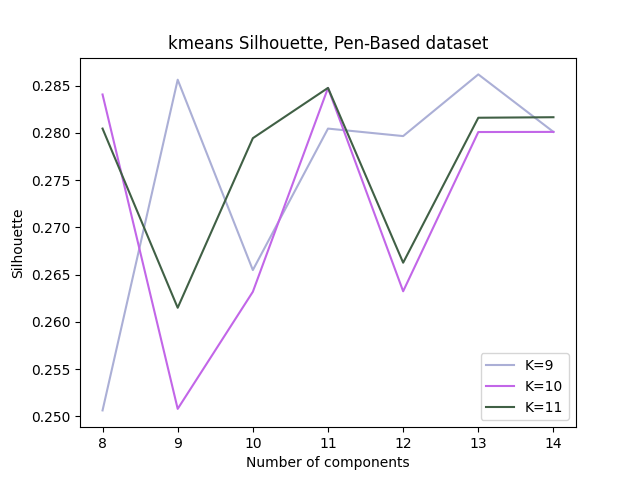 kmeans Silhouette, Pen-Based dataset
Silhouette
0.285
0.280
0.275
0.270
0.265
0.260
0.255
0.250
K=9
K=10
K=11
8 9 10 11 12 13 14
Number of components